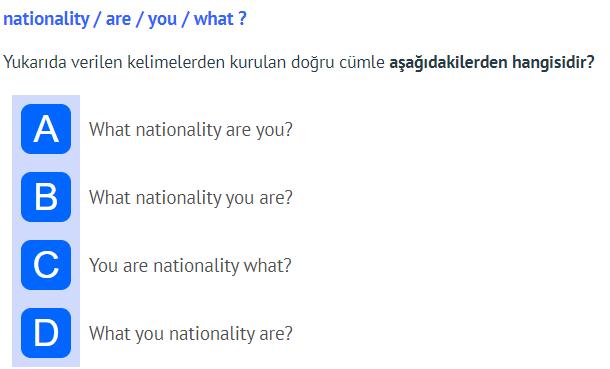 nationality / are / you / what ?
Yukarıda verilen kelimelerden kurulan doğru cümle aşağıdakilerden hangisidir?
A What nationality are you?
B What nationality you are?
C You are nationality what?
D What you nationality are?